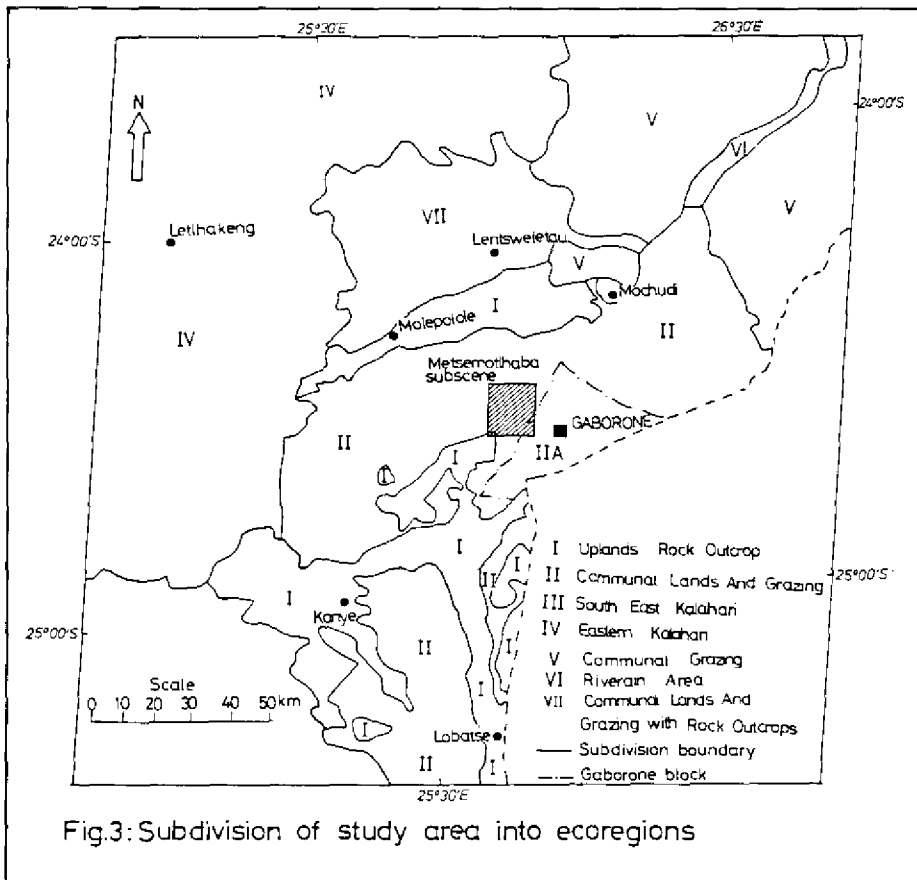 25°30'E
25°30'E
IV
N
V
24°00'S
VI
Letlhakeng
VII
V
24°00'S
Lentsweletau
V
I
Mochudi
IV
Molepolole
II
Metsemotlhaba
subscene
GABORONE
II
I
IIA
I
I
I
II
I
I Uplands Rock Outcrop
II Communal Lands And Grazing
25°00'S
I
III South East Kalahari
Kanye
IV Eastern Kalahari
25°00'S
II
I
V Communal Grazing
VI Riverain Area
Scale
I
VII Communal Lands And
0 10 20 30 40 50km
Grazing with Rock Outcrops
I
Lobatse
Subdivision boundary
II
I
Gaborone block
25°30'E
Fig.3: Subdivision of study area into ecoregions